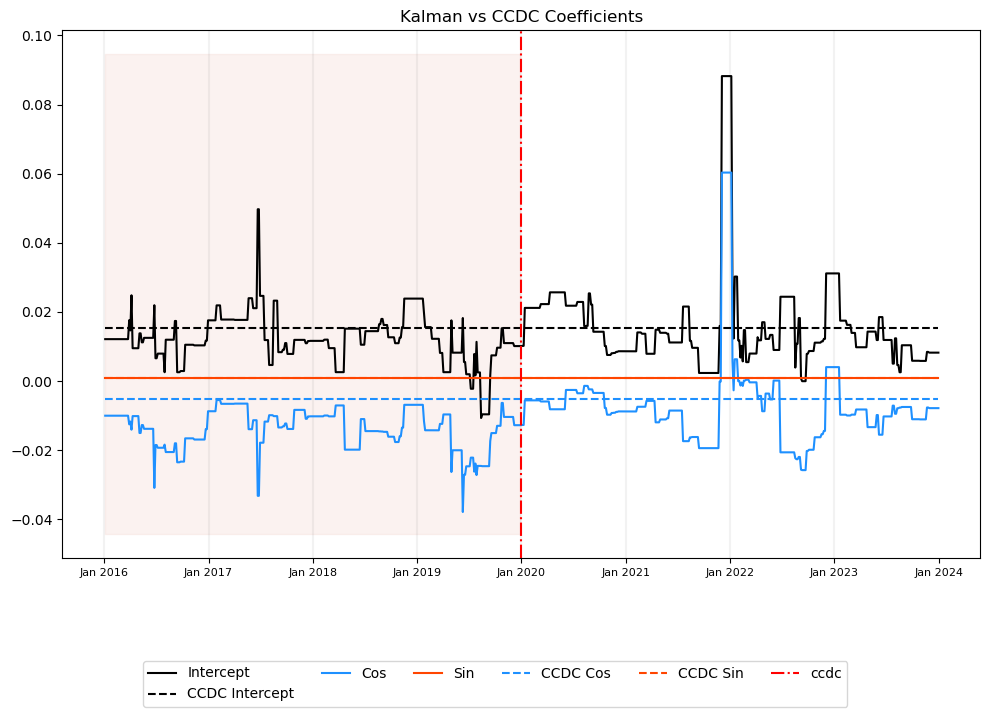 Kalman vs CCDC Coefficients
0.10
0.08
0.06
0.04
0.02
0.00
−0.02
−0.04
Jan 2016 Jan 2017 Jan 2018 Jan 2019 Jan 2020 Jan 2021 Jan 2022 Jan 2023 Jan 2024
Intercept Cos Sin CCDC Cos CCDC Sin ccdc
CCDC Intercept